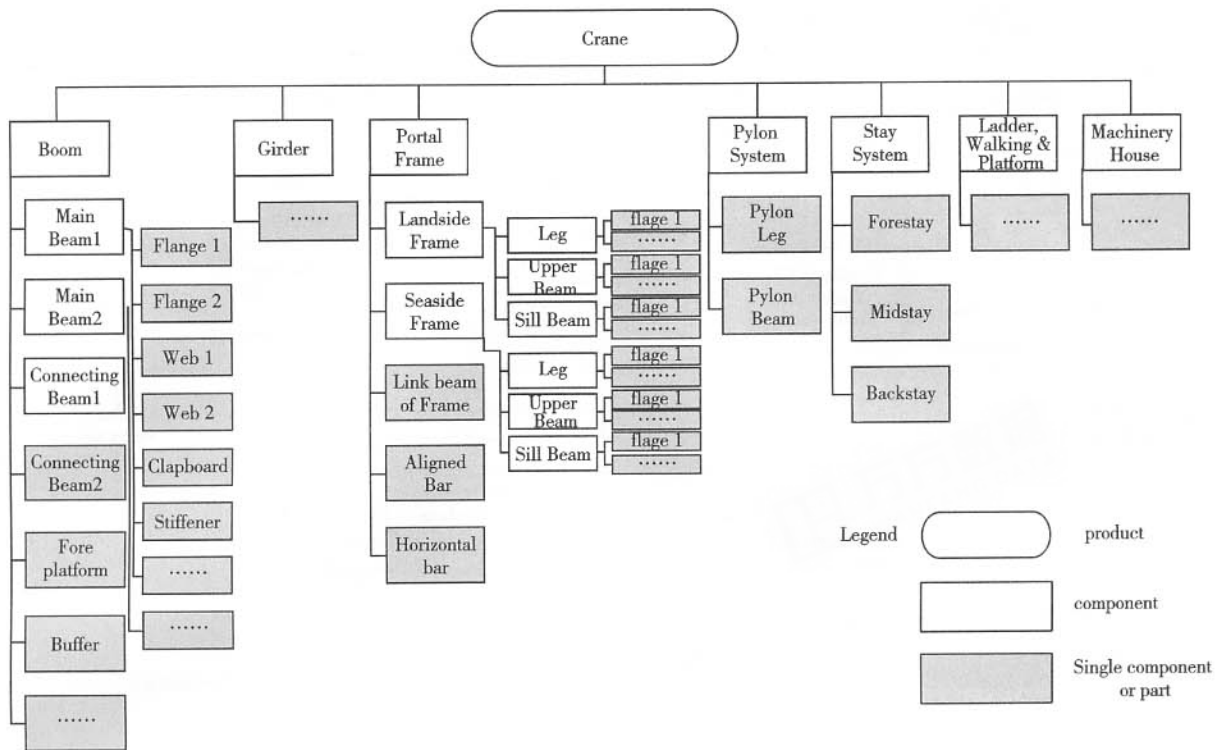 Crane
Boom
Girder
Portal
Frame
Pylon
System
Stay
System
Ladder,
Walking &
Platform
Machinery
House
Main
Beam1
Main
Beam2
Connecting
Beam1
Connecting
Beam2
Fore
platform
Buffer
······
Flange 1
Flange 2
Web 1
Web 2
Clapboard
Stiffener
······
······
······
Landside
Frame
Seaside
Frame
Link beam
of Frame
Aligned
Bar
Horizontal
bar
Leg
Upper
Beam
Sill Beam
Leg
Upper
Beam
Sill Beam
flage 1
······
flage 1
······
flage 1
······
flage 1
······
flage 1
······
flage 1
······
Pylon
Leg
Pylon
Beam
Forestay
Midstay
Backstay
······
······
Legend
product
component
Single component
or part